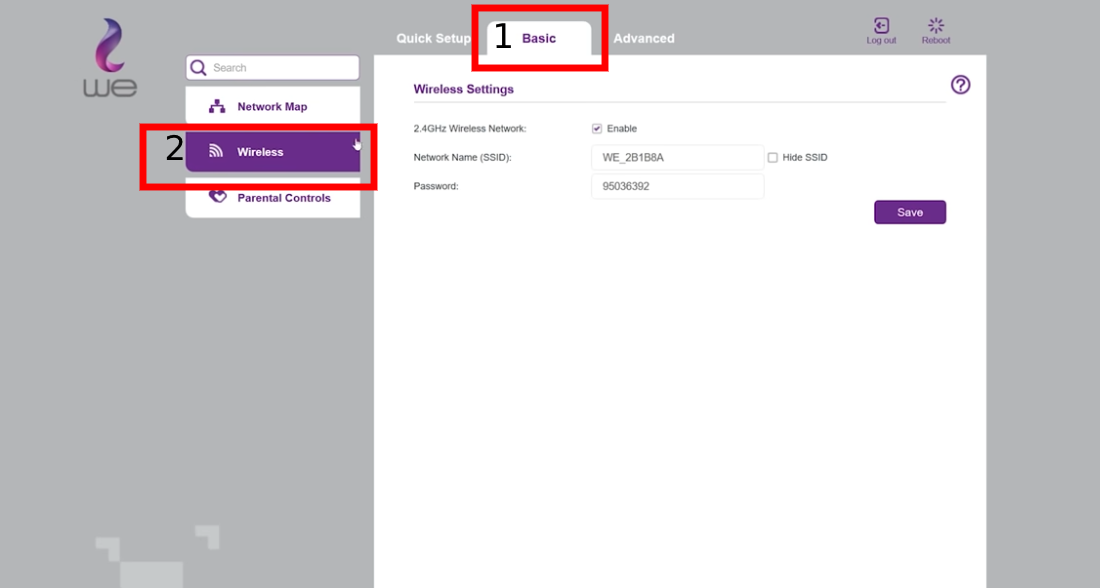 we
Quick Setup
1
Basic
Advanced
Log out
Reboot
Search
Network Map
2
Wireless
Parental Controls
Wireless Settings
2.4GHz Wireless Network:
Enable
Network Name (SSID):
WE_2B1B8A
Hide SSID
Password:
95036392
Save